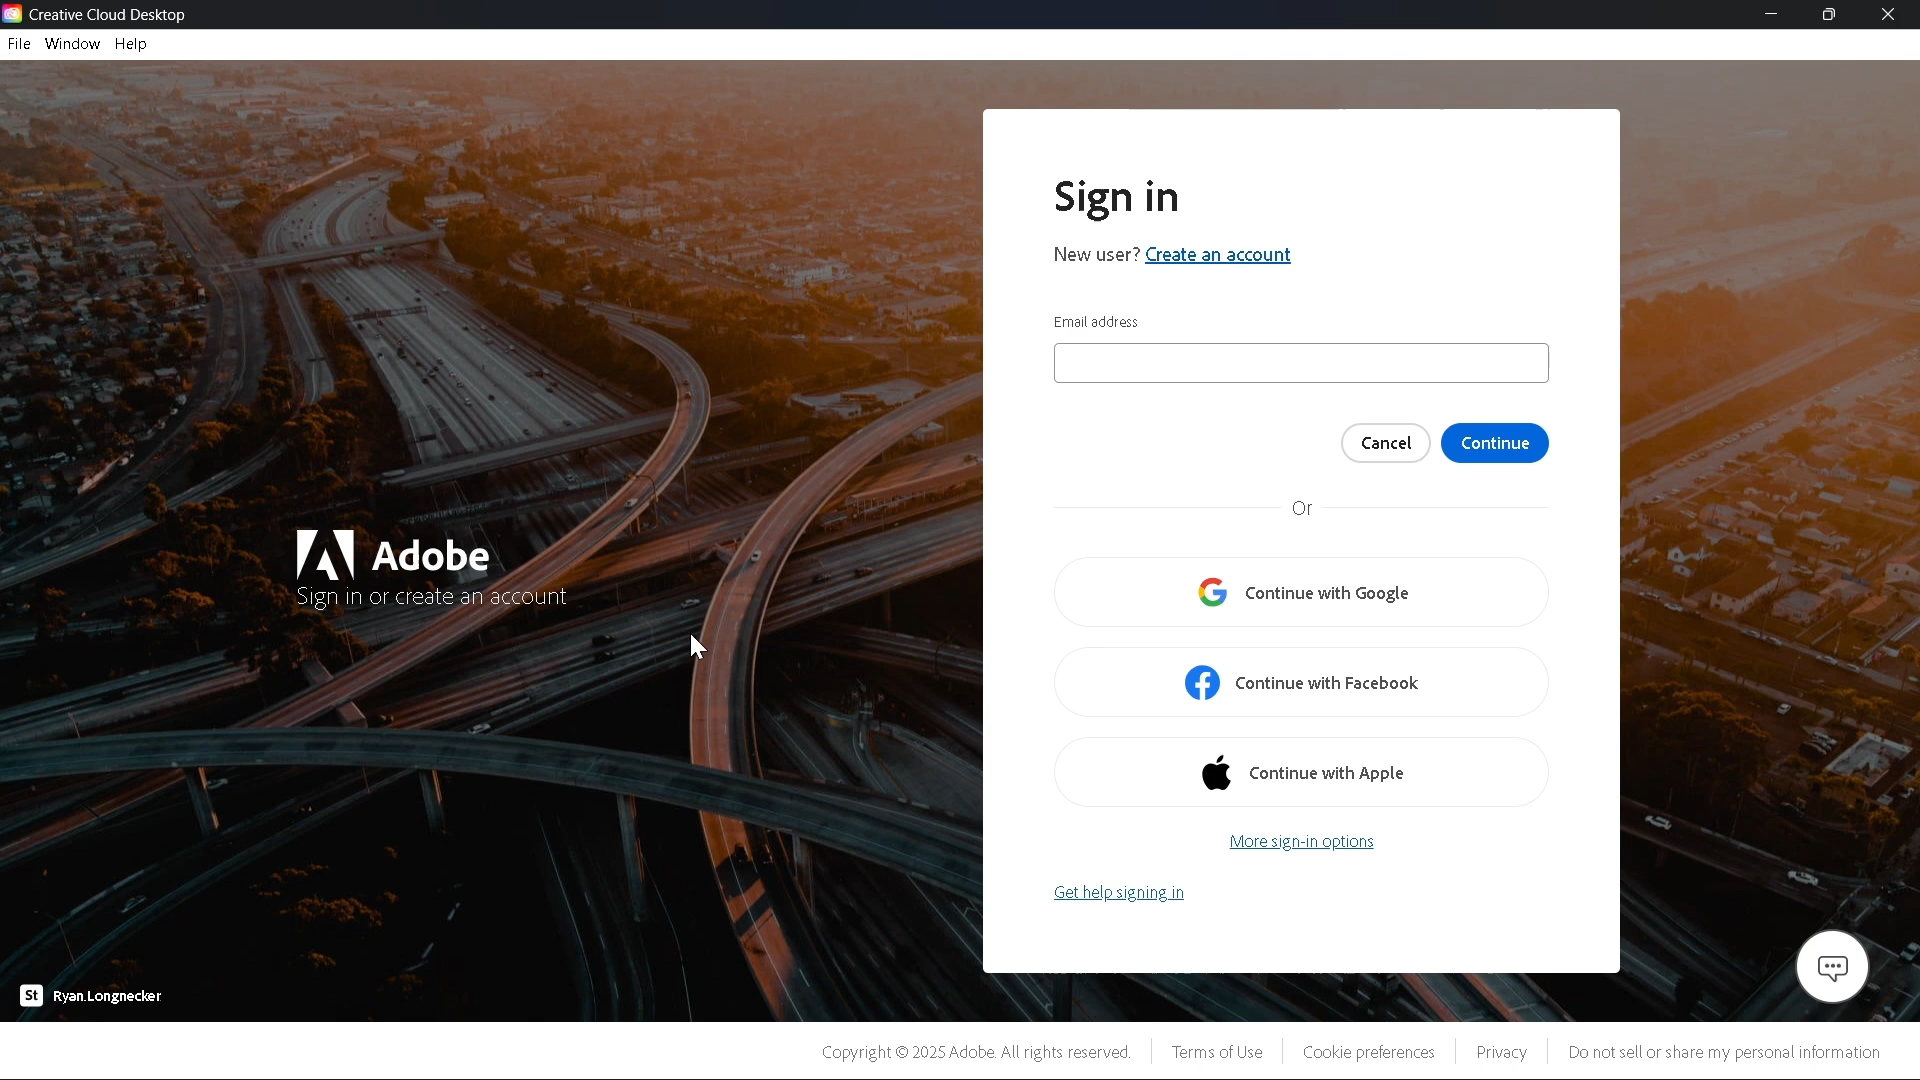 Creative Cloud Desktop
File Window Help
Sign in
New user? Create an account
Email address
Cancel Continue
Or
Continue with Google
Continue with Facebook
Continue with Apple
More sign-in options
Get help signing in
Adobe
Sign in or create an account
St Ryan.Longnecker
Copyright © 2025 Adobe. All rights reserved. Terms of Use Cookie preferences Privacy Do not sell or share my personal information